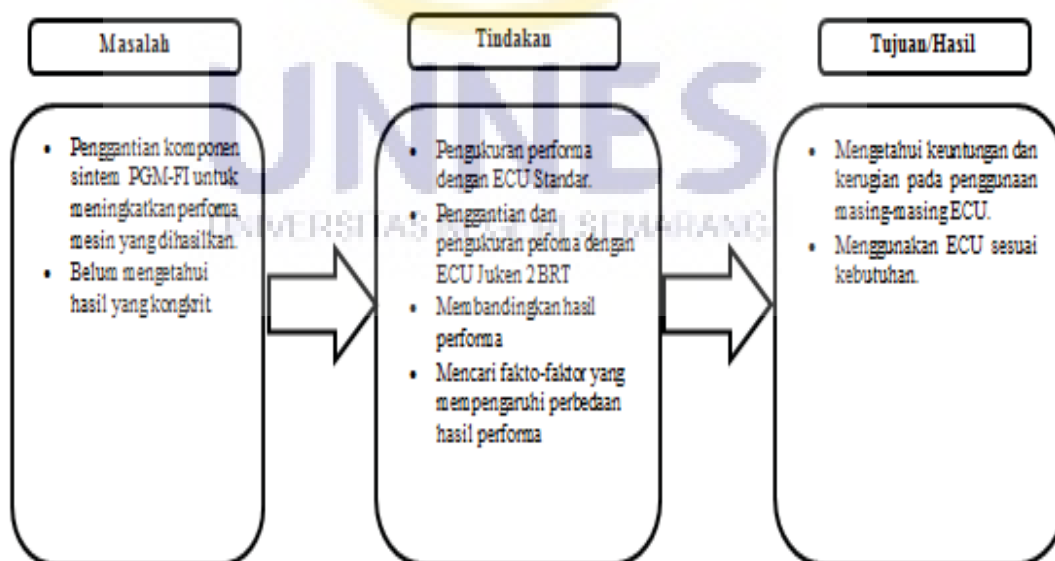 Masalah
Tindakan
Tujuan/Hasil
UNNES
UNIVERSITAS NEGERI SEMARANG
• Penggantian komponen
sintem PGM-FI untuk
meningkatkan perfoma
mesin yang dihasilkan.
• Belum mengetahui
hasil yang kongkrit
• Pengukuran performa
dengan ECU Standar.
• Penggantian dan
pengukuran pefoma dengan
ECU Juken 2 BRT
• Membandingkan hasil
performa
• Mencari fakto-faktor yang
mempengaruhi perbedaan
hasil performa
• Mengetahui keuntungan dan
kerugian pada penggunaan
masing-masing ECU.
• Menggunakan ECU sesuai
kebutuhan.